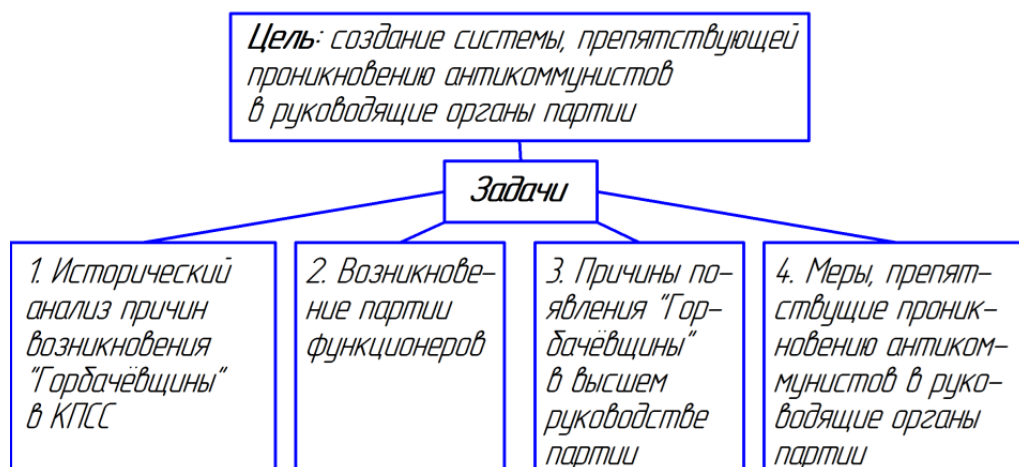 Цель: создание системы, препятствующей
проникновению антикоммунистов
в руководящие органы партии
Задачи
1. Исторический
анализ причин
возникновения
"Горбачёвщины"
в КПСС
2. Возникнове-
ние партии
функционеров
3. Причины по-
явления "Гор-
бачёвщины"
в высшем
руководстве
партии
4. Меры, препят-
ствущие проник-
новению антиком-
мунистов в руко-
водящие органы
партии